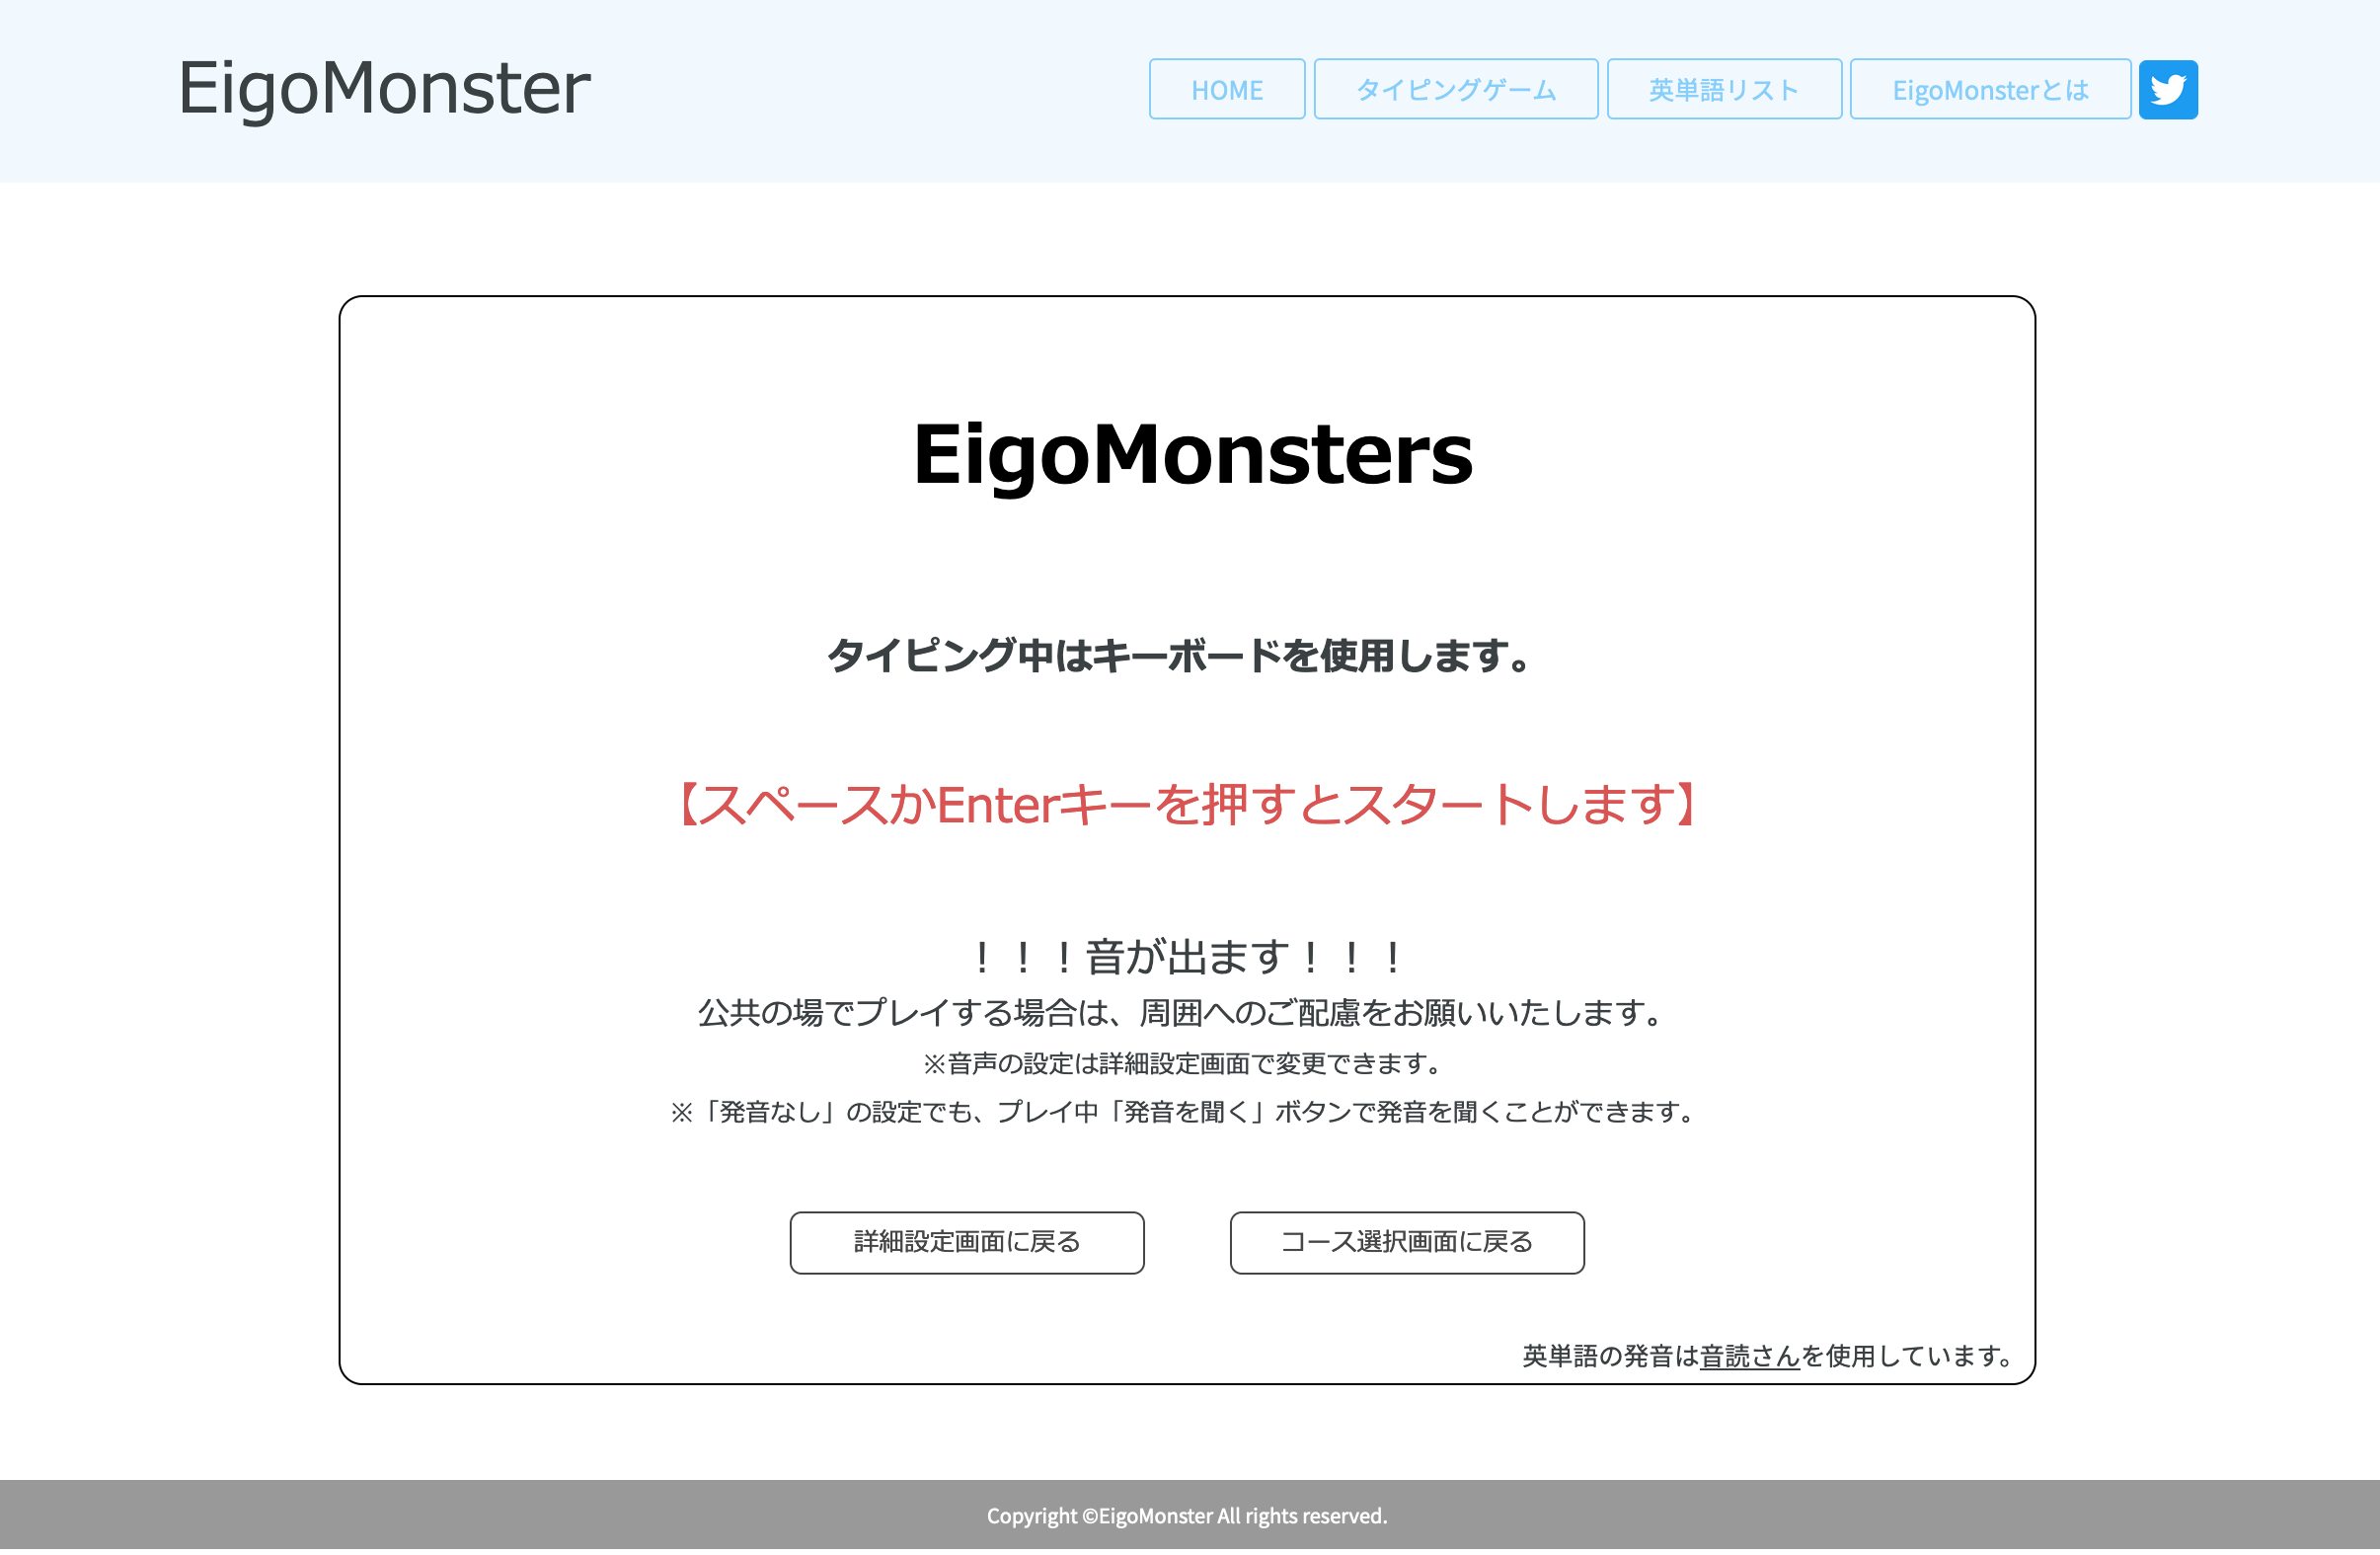 EigoMonster
HOME
タイピングゲーム
英単語リスト
EigoMonsterとは
EigoMonsters
タイピング中はキーボードを使用します。
【スペースかEnterキーを押すとスタートします】
！！！音が出ます！！！
公共の場でプレイする場合は、周囲へのご配慮をお願いいたします。
※音声の設定は詳細設定画面で変更できます。
※「発音なし」の設定でも、プレイ中「発音を聞く」ボタンで発音を聞くことができます。
詳細設定画面に戻る
コース選択画面に戻る
英単語の発音は音読さんを使用しています。
Copyright ©EigoMonster All rights reserved.